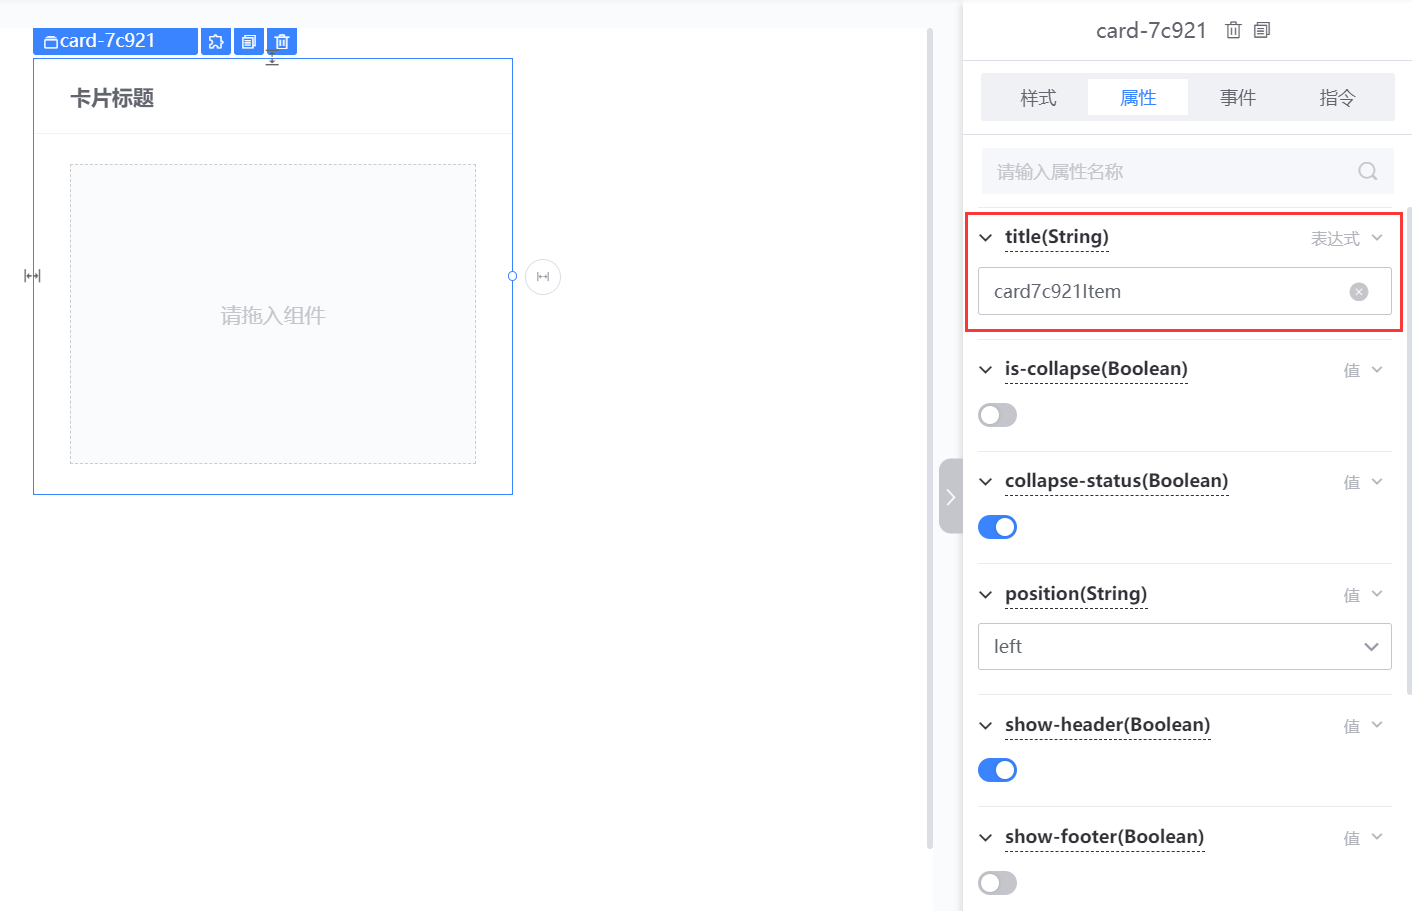 card-7c921
卡片标题
请拖入组件
card-7c921
样式 属性 事件 指令
请输入属性名称
title(String) 表达式
card7c921Item
is-collapse(Boolean) 值
collapse-status(Boolean) 值
position(String) 值
left
show-header(Boolean) 值
show-footer(Boolean) 值